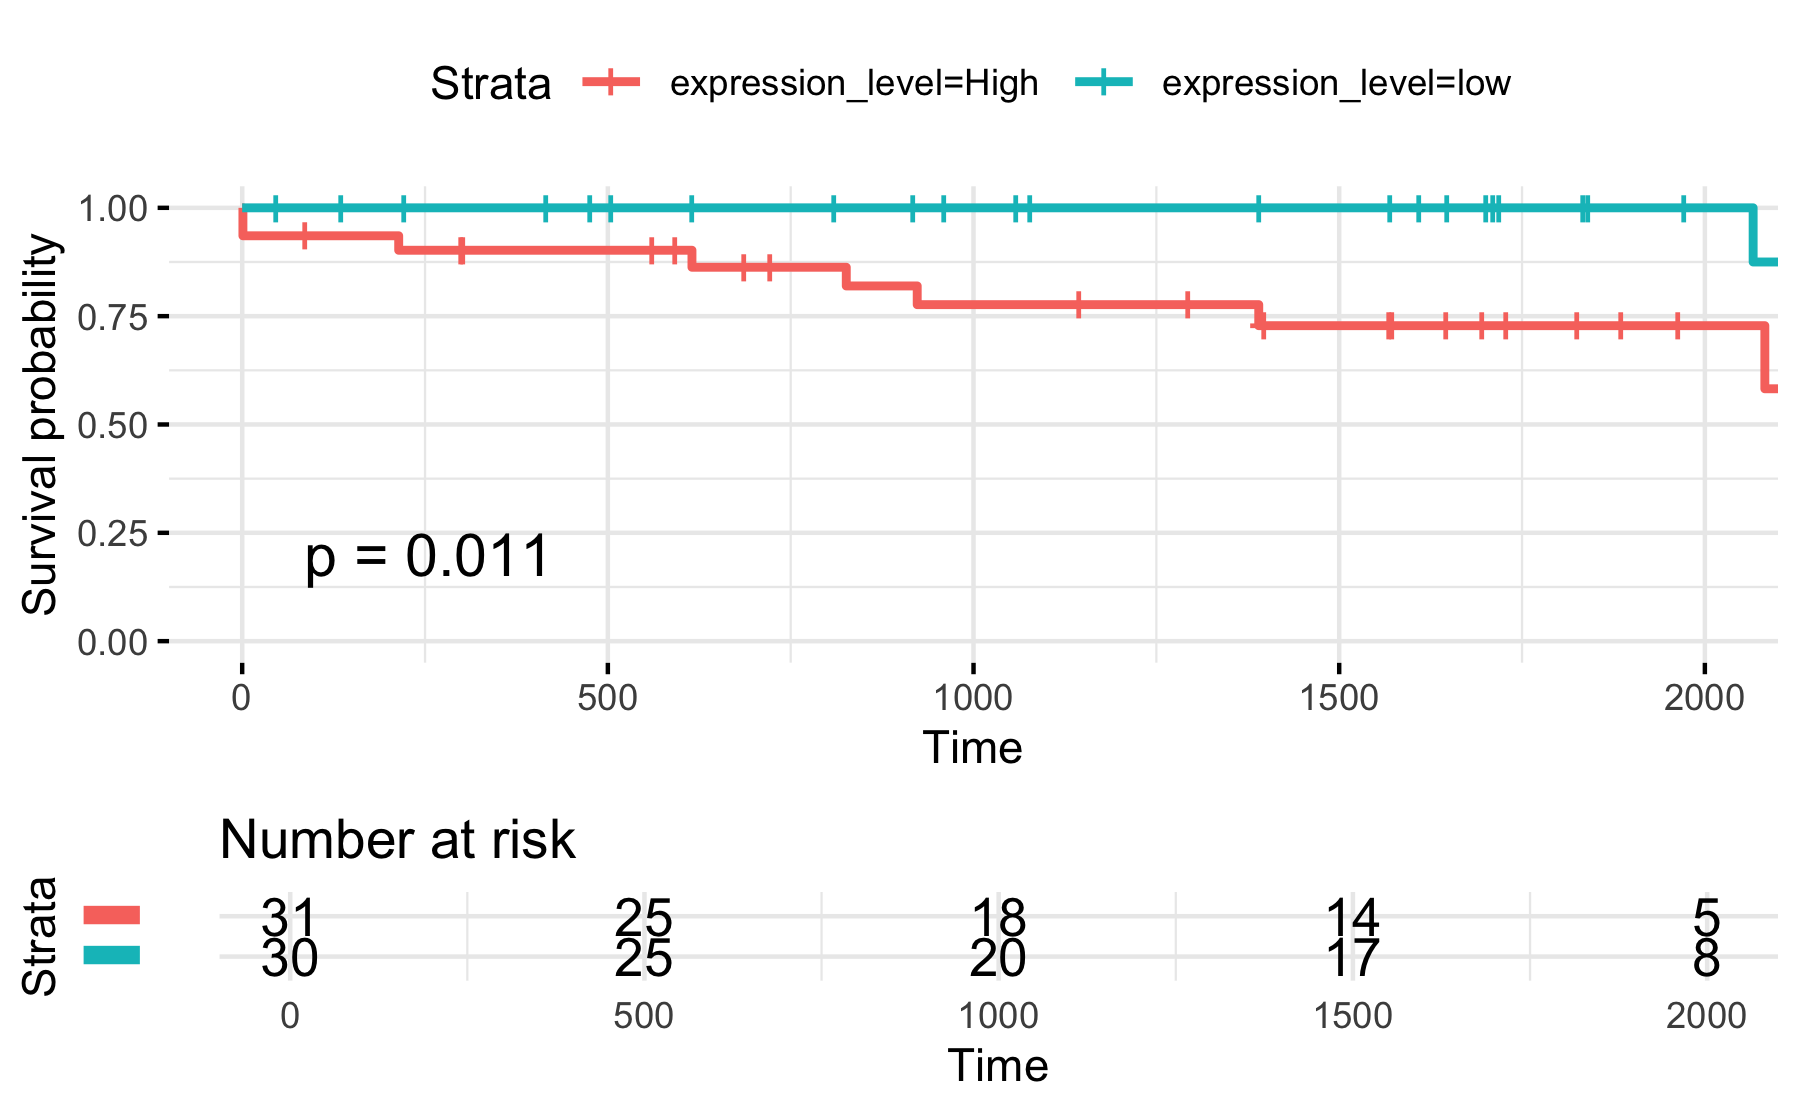 Strata expression_level=High expression_level=low
Survival probability
1.00
0.75
0.50
0.25
0.00
p = 0.011
0 500 1000 1500 2000
Time
Number at risk
Strata
31 25 18 14 5
30 25 20 17 8
0 500 1000 1500 2000
Time